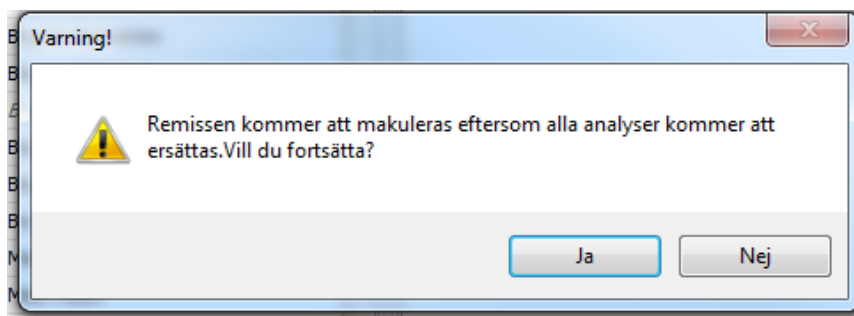 Varning!
Remissen kommer att makuleras eftersom alla analyser kommer att
ersättas.Vill du fortsätta?
Ja
Nej